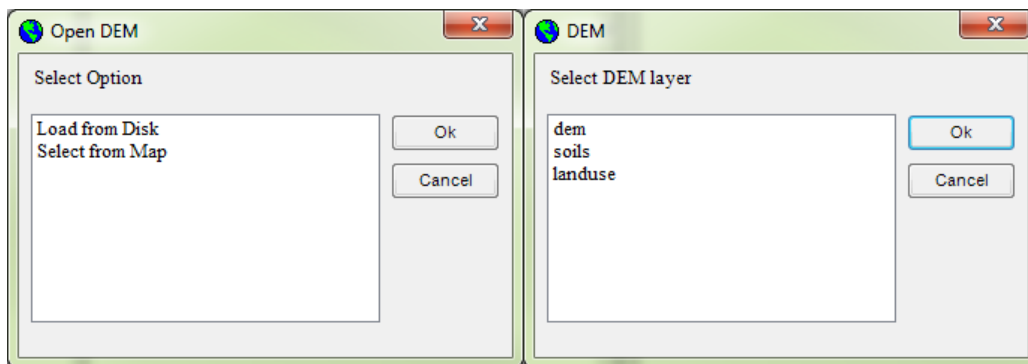 Open DEM
Select Option
Load from Disk
Select from Map
Ok
Cancel
DEM
Select DEM layer
dem
soils
landuse
Ok
Cancel